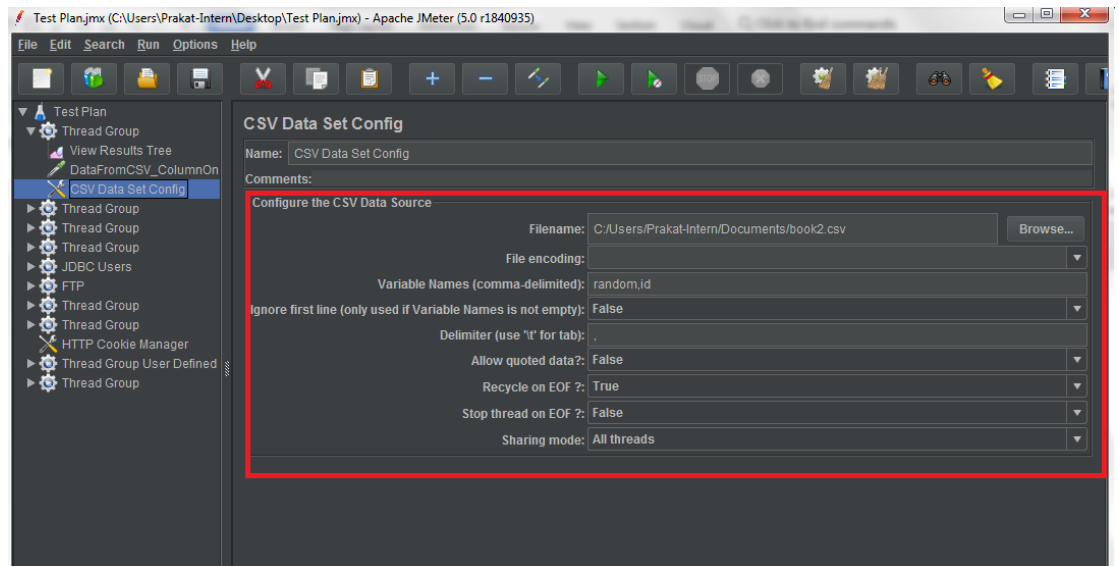 Test Plan.jmx (C:\Users\Prakat-Intern\Desktop\Test Plan.jmx) - Apache JMeter (5.0 r1840935)
File Edit Search Run Options Help
STOP
Test Plan
Thread Group
View Results Tree
DataFromCSV_ColumnOn
CSV Data Set Config
Thread Group
Thread Group
Thread Group
JDBC Users
FTP
Thread Group
Thread Group
HTTP Cookie Manager
Thread Group User Defined
Thread Group
CSV Data Set Config
Name: CSV Data Set Config
Comments:
Configure the CSV Data Source
Filename: C:/Users/Prakat-Intern/Documents/book2.csv Browse...
File encoding:
Variable Names (comma-delimited): random,id
Ignore first line (only used if Variable Names is not empty): False
Delimiter (use '\t' for tab): ,
Allow quoted data?: False
Recycle on EOF ?: True
Stop thread on EOF ?: False
Sharing mode: All threads